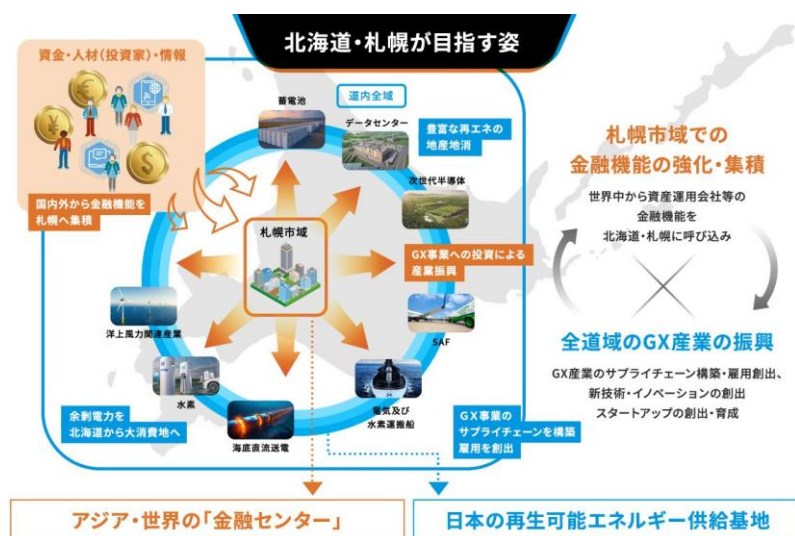 北海道・札幌が目指す姿
資金・人材(投資家)・情報
国内外から金融機能を
札幌へ集積
道内全域
蓄電池
データセンター
豊富な再エネの
地産地消
次世代半導体
札幌市域
GX事業への投資による
産業振興
洋上風力関連産業
SAF
水素
電気及び
水素運搬船
海底直流送電
余剰電力を
北海道から大消費地へ
GX事業の
サプライチェーンを構築
雇用を創出
札幌市域での
金融機能の強化・集積
世界中から資産運用会社等の
金融機能を
北海道・札幌に呼び込み
全道域のGX産業の振興
GX産業のサプライチェーン構築・雇用創出、
新技術・イノベーションの創出
スタートアップの創出・育成
アジア・世界の「金融センター」
日本の再生可能エネルギー供給基地